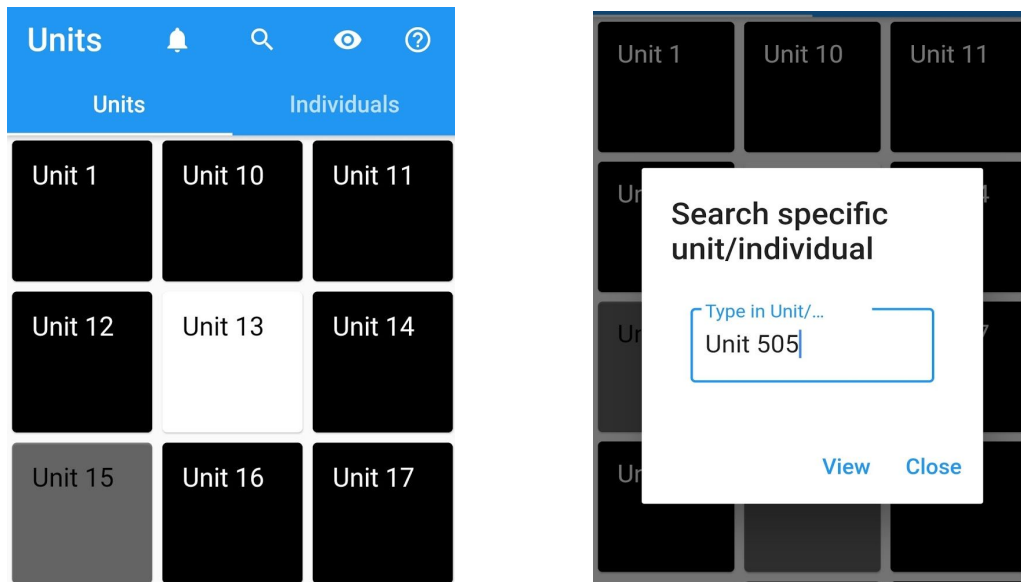 Units
Units Individuals
Unit 1 Unit 10 Unit 11
Unit 12 Unit 13 Unit 14
Unit 15 Unit 16 Unit 17
Unit 1 Unit 10 Unit 11
Search specific
unit/individual
Type in Unit/...
Unit 505
View Close